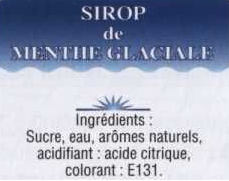 SIROP
de
MENTHE GLACIALE
Ingrédients :
Sucre, eau, arômes naturels,
acidifiant : acide citrique,
colorant : E131.